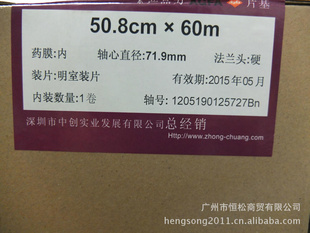 片基
50.8cm × 60m
药膜:内 轴心直径:71.9mm 法兰头:硬
装片:明室装片 有效期:2015年05月
内装数量:1卷 轴号:1205190125727Bn
深圳市中创实业发展有限公司 总经销
Http://www.zhong-chuang.com
广州市恒松商贸有限公司
hengsong2011.cn.alibaba.com